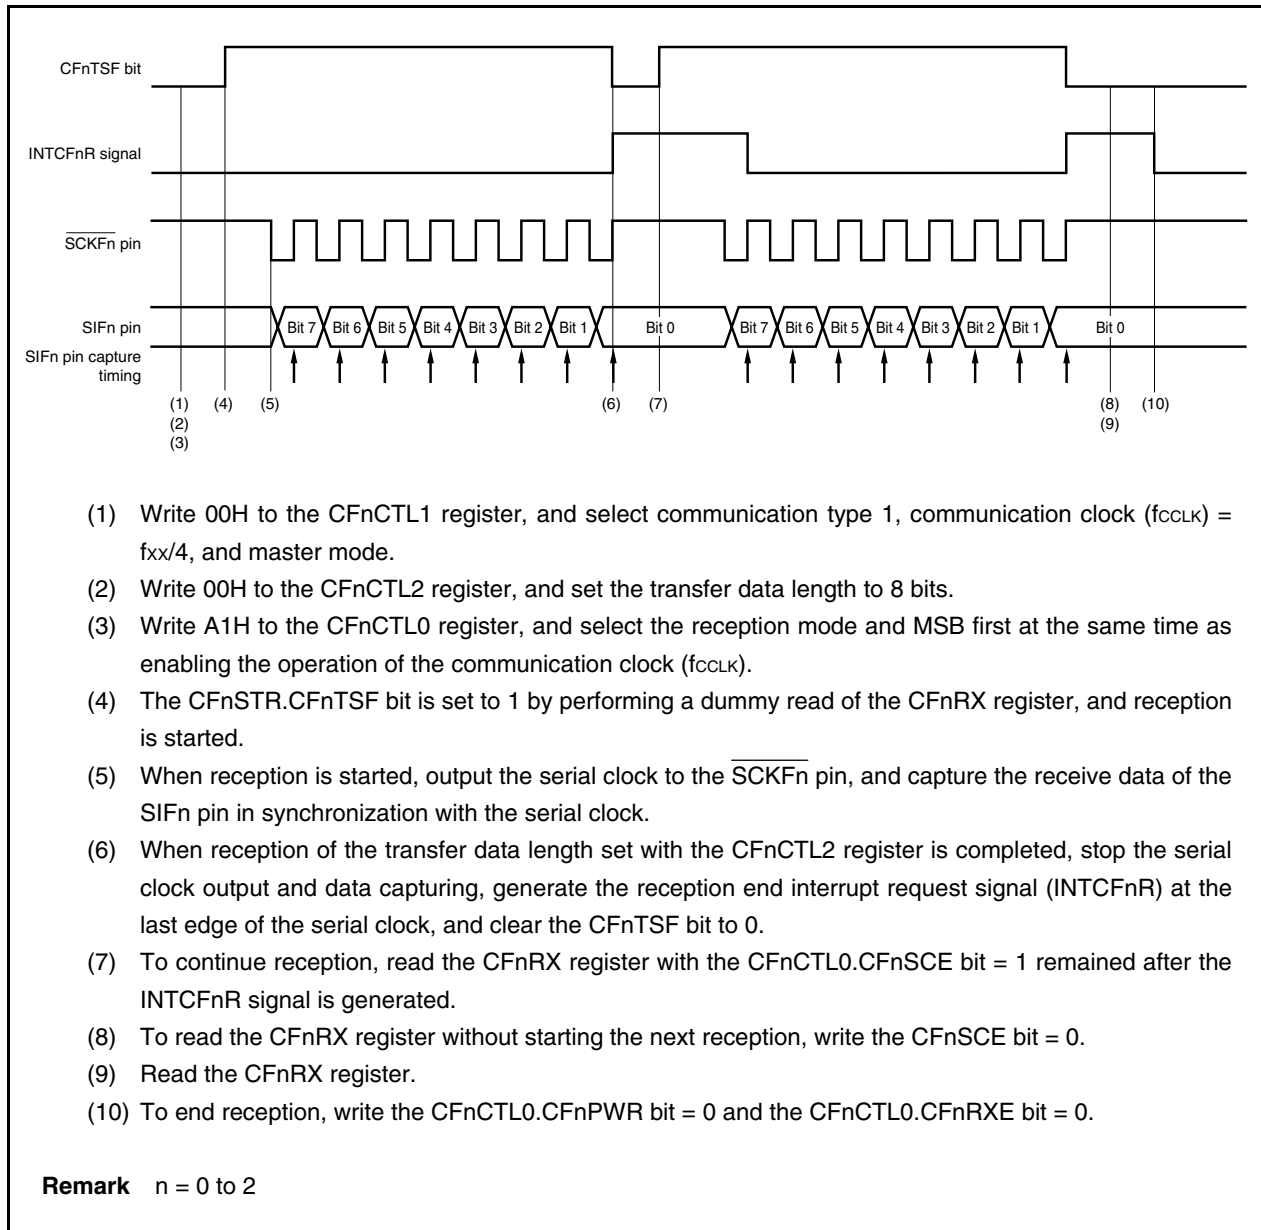 CFnTSF bit
INTCFnR signal
SCKFn pin
SIFn pin
Bit 7 Bit 6 Bit 5 Bit 4 Bit 3 Bit 2 Bit 1 Bit 0 Bit 7 Bit 6 Bit 5 Bit 4 Bit 3 Bit 2 Bit 1 Bit 0
SIFn pin capture
timing
(1) (4) (5) (6) (7) (8) (10)
(2) (9)
(3)
(1) Write 00H to the CFnCTL1 register, and select communication type 1, communication clock (fCCLK) =
fxx/4, and master mode.
(2) Write 00H to the CFnCTL2 register, and set the transfer data length to 8 bits.
(3) Write A1H to the CFnCTL0 register, and select the reception mode and MSB first at the same time as
enabling the operation of the communication clock (fCCLK).
(4) The CFnSTR.CFnTSF bit is set to 1 by performing a dummy read of the CFnRX register, and reception
is started.
(5) When reception is started, output the serial clock to the SCKFn pin, and capture the receive data of the
SIFn pin in synchronization with the serial clock.
(6) When reception of the transfer data length set with the CFnCTL2 register is completed, stop the serial
clock output and data capturing, generate the reception end interrupt request signal (INTCFnR) at the
last edge of the serial clock, and clear the CFnTSF bit to 0.
(7) To continue reception, read the CFnRX register with the CFnCTL0.CFnSCE bit = 1 remained after the
INTCFnR signal is generated.
(8) To read the CFnRX register without starting the next reception, write the CFnSCE bit = 0.
(9) Read the CFnRX register.
(10) To end reception, write the CFnCTL0.CFnPWR bit = 0 and the CFnCTL0.CFnRXE bit = 0.
Remark n = 0 to 2